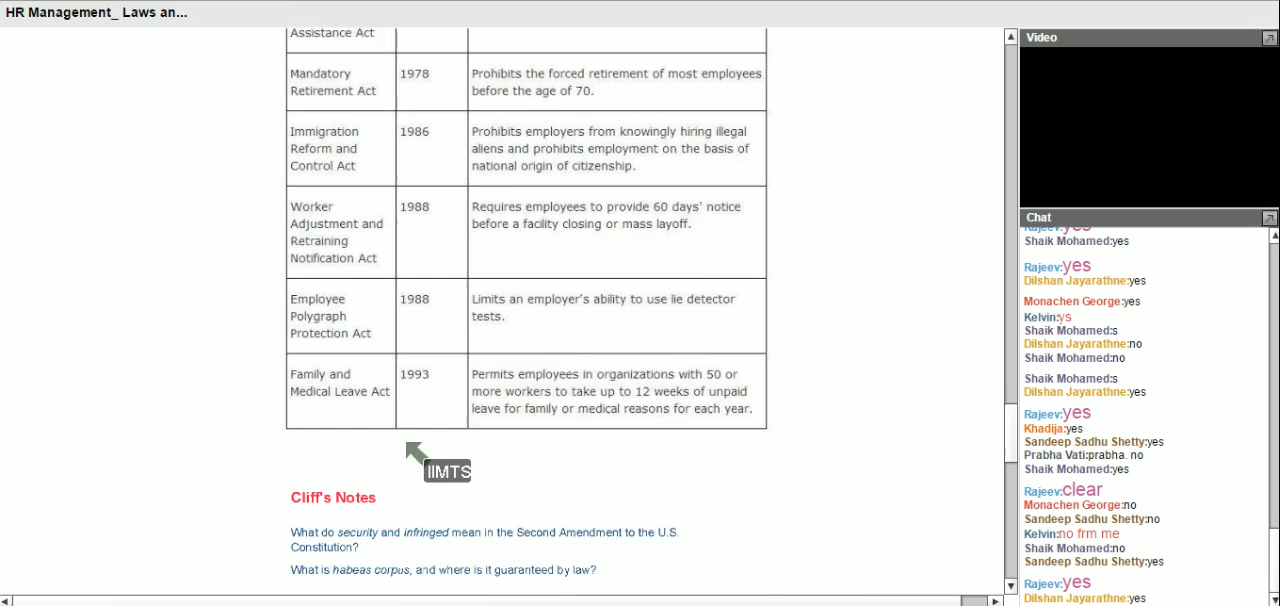 HR Management_ Laws an...
Assistance Act
Mandatory
Retirement Act
1978
Prohibits the forced retirement of most employees
before the age of 70.
Immigration
Reform and
Control Act
1986
Prohibits employers from knowingly hiring illegal
aliens and prohibits employment on the basis of
national origin of citizenship.
Worker
Adjustment and
Retraining
Notification Act
1988
Requires employees to provide 60 days' notice
before a facility closing or mass layoff.
Employee
Polygraph
Protection Act
1988
Limits an employer's ability to use lie detector
tests.
Family and
Medical Leave Act
1993
Permits employees in organizations with 50 or
more workers to take up to 12 weeks of unpaid
leave for family or medical reasons for each year.
IIMTS
Cliff's Notes
What do security and infringed mean in the Second Amendment to the U.S.
Constitution?
What is habeas corpus, and where is it guaranteed by law?
Video
Chat
Rajeev:yes
Shaik Mohamed:yes
Rajeev:yes
Dilshan Jayarathne:yes
Monachen George:yes
Kelvin:ys
Shaik Mohamed:s
Dilshan Jayarathne:no
Shaik Mohamed:no
Shaik Mohamed:s
Dilshan Jayarathne:yes
Rajeev:yes
Khadija:yes
Sandeep Sadhu Shetty:yes
Prabha Vati:prabha. no
Shaik Mohamed:yes
Rajeev:clear
Monachen George:no
Sandeep Sadhu Shetty:no
Kelvin:no frm me
Shaik Mohamed:no
Sandeep Sadhu Shetty:yes
Rajeev:yes
Dilshan Jayarathne:yes